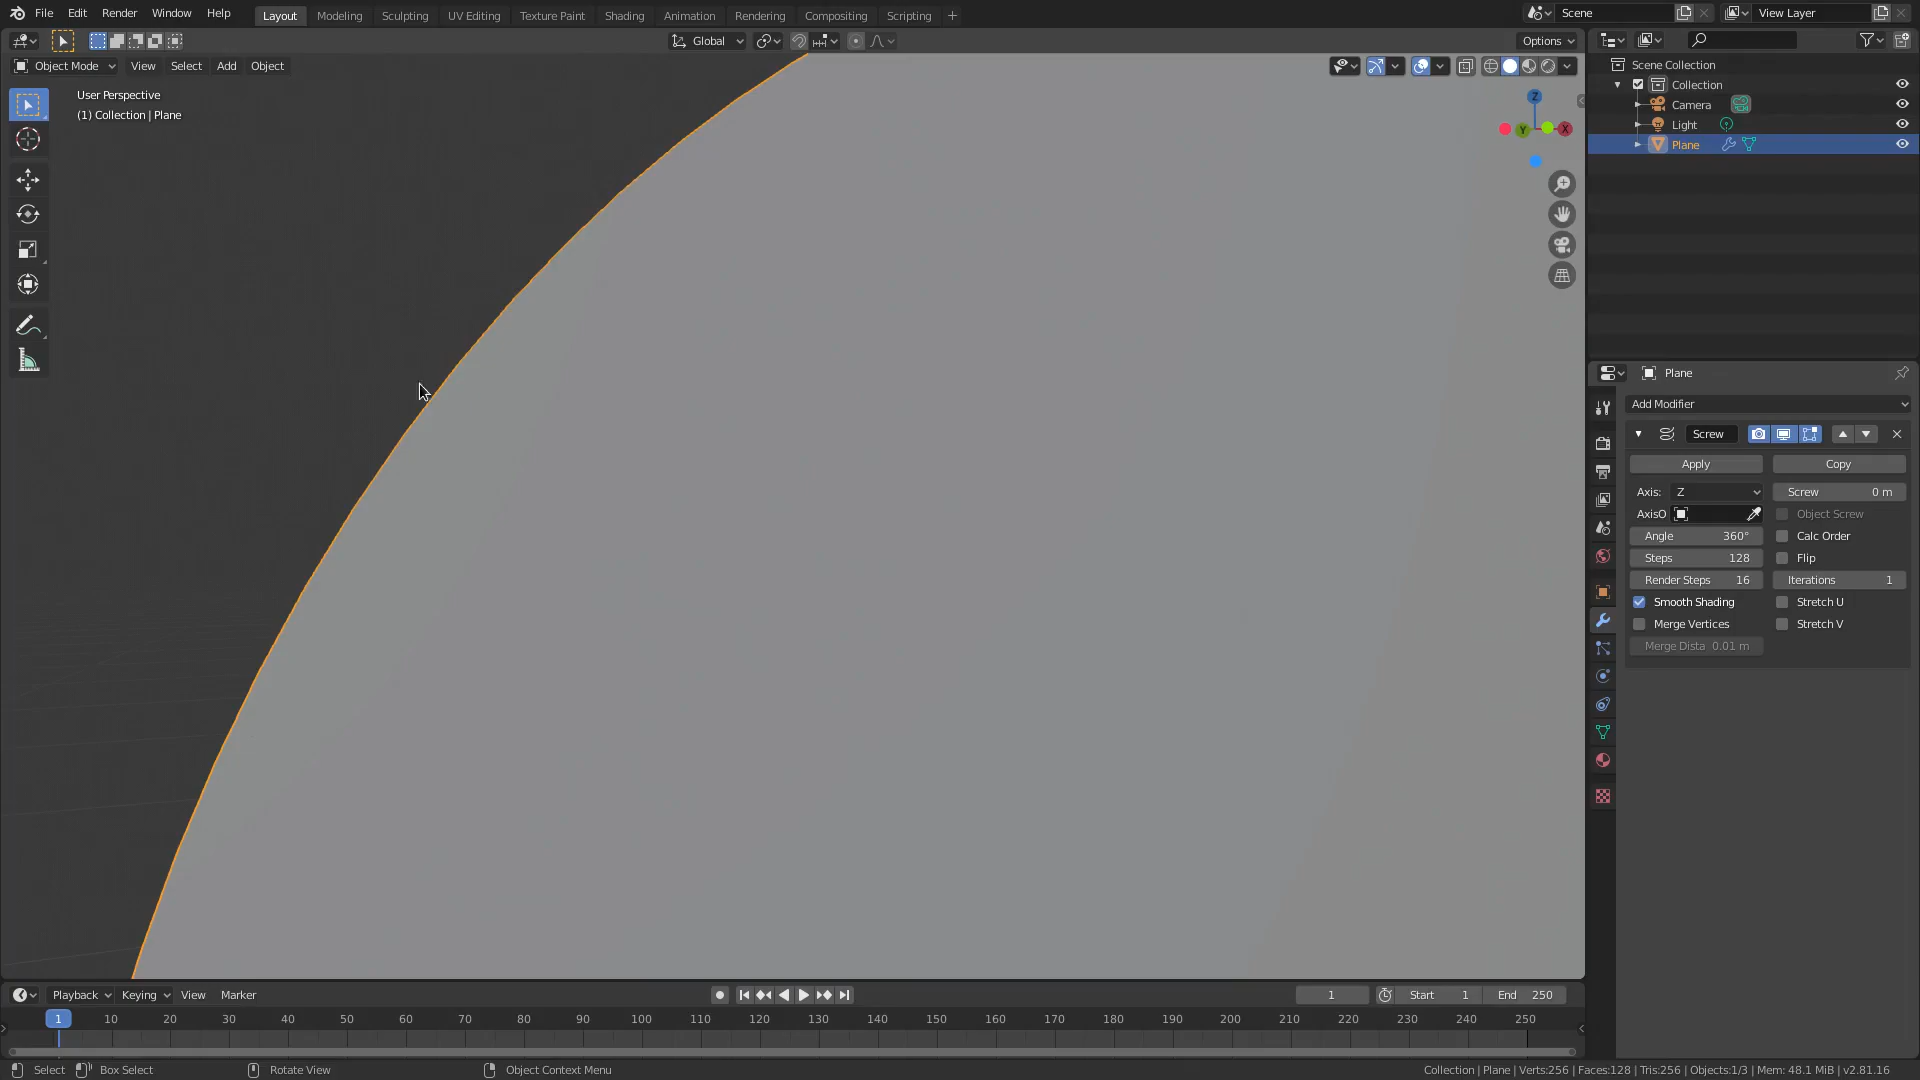 File Edit Render Window Help Layout Modeling Sculpting UV Editing Texture Paint Shading Animation Rendering Compositing Scripting + Scene View Layer
Global Options
Object Mode View Select Add Object
User Perspective
(1) Collection | Plane
Z
Y X
Scene Collection
Collection
Camera
Light
Plane
Plane
Add Modifier
Screw
Apply Copy
Axis: Z Screw 0 m
AxisO Object Screw
Angle 360° Calc Order
Steps 128 Flip
Render Steps 16 Iterations 1
Smooth Shading Stretch U
Merge Vertices Stretch V
Merge Dista 0.01 m
Playback Keying View Marker 1 Start 1 End 250
1 10 20 30 40 50 60 70 80 90 100 110 120 130 140 150 160 170 180 190 200 210 220 230 240 250
Select Box Select Rotate View Object Context Menu Collection | Plane | Verts:256 | Faces:128 | Tris:256 | Objects:1/3 | Mem: 48.1 MiB | v2.81.16